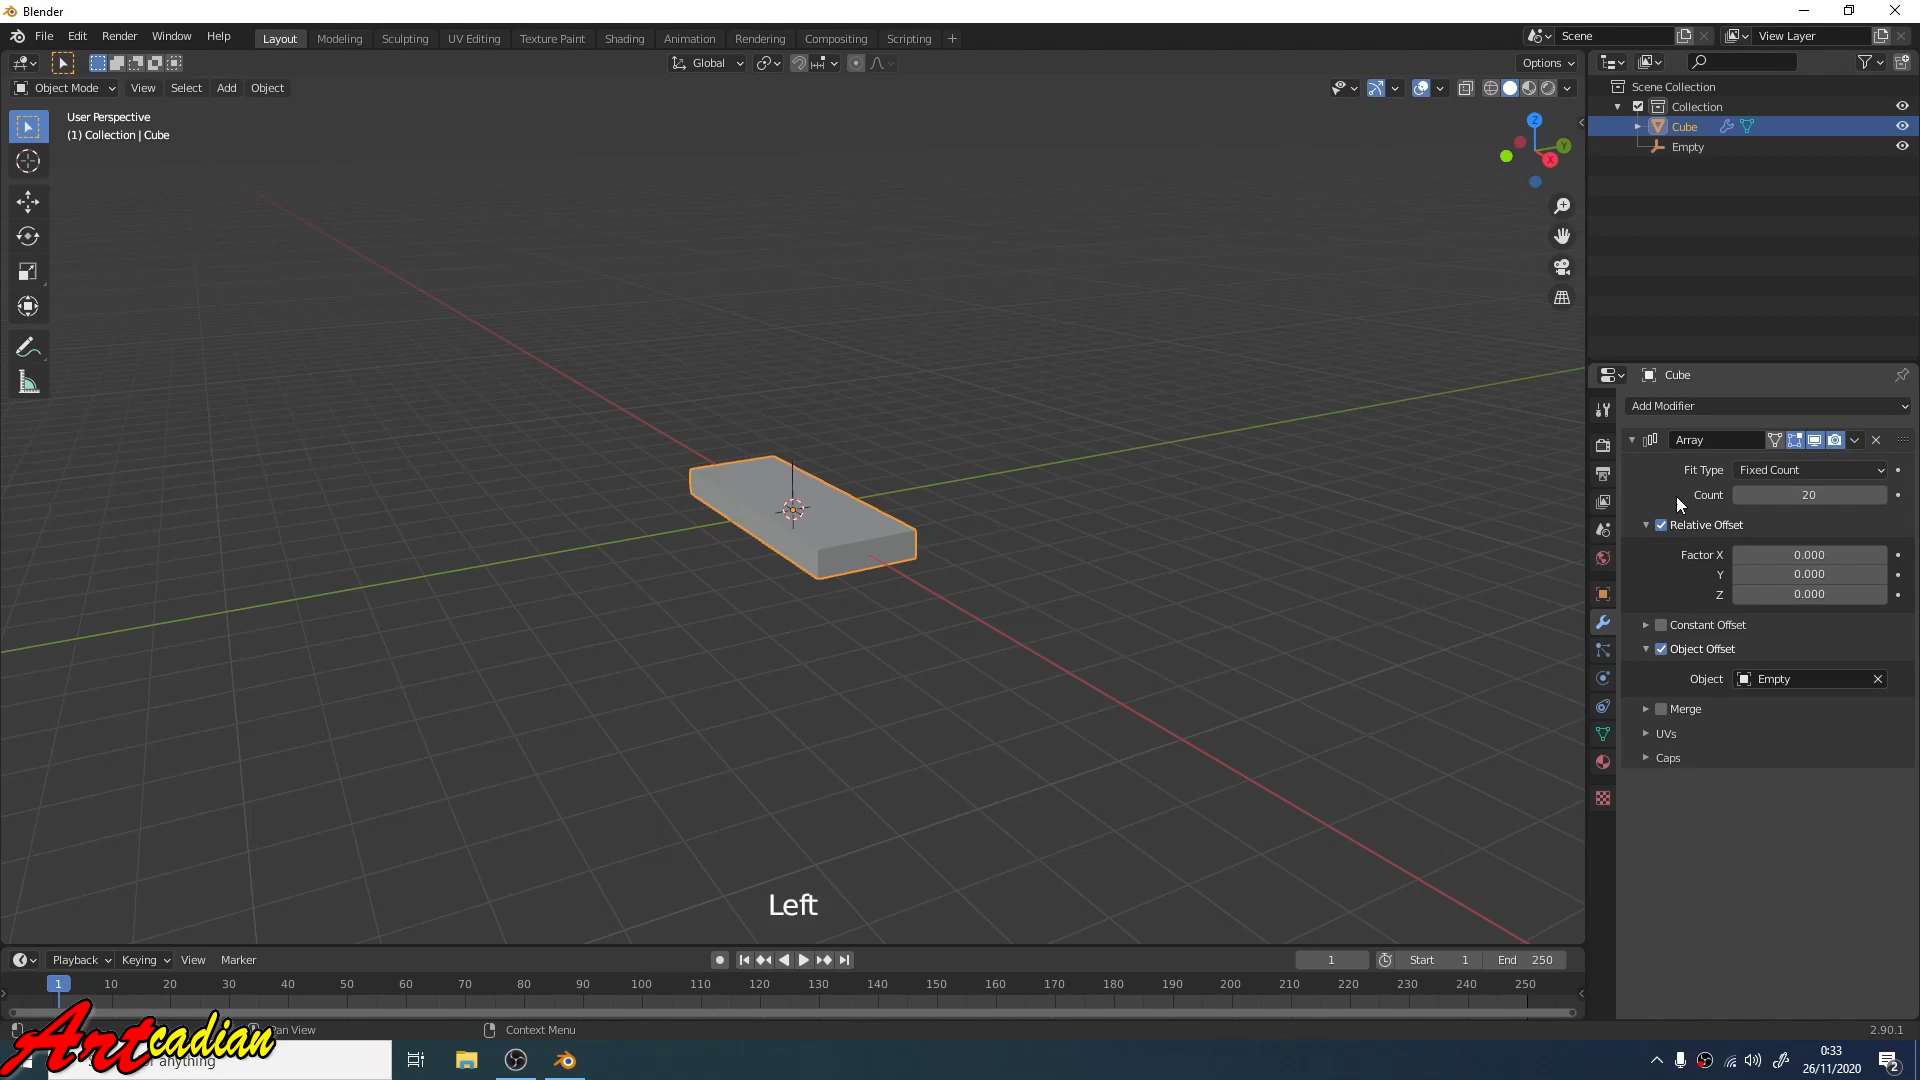 Blender
File Edit Render Window Help
Layout Modeling Sculpting UV Editing Texture Paint Shading Animation Rendering Compositing Scripting +
Scene
View Layer
Global
Options
Object Mode View Select Add Object
User Perspective
(1) Collection | Cube
Z
Y
X
Left
Scene Collection
Collection
Cube
Empty
Cube
Add Modifier
Array
Fit Type Fixed Count
Count 20
Relative Offset
Factor X 0.000
Y 0.000
Z 0.000
Constant Offset
Object Offset
Object Empty
Merge
UVs
Caps
Playback Keying View Marker
1
Start 1
End 250
1 10 20 30 40 50 60 70 80 90 100 110 120 130 140 150 160 170 180 190 200 210 220 230 240 250
Pan View
Context Menu
2.90.1
Artcadian
anything
0:33
26/11/2020
2